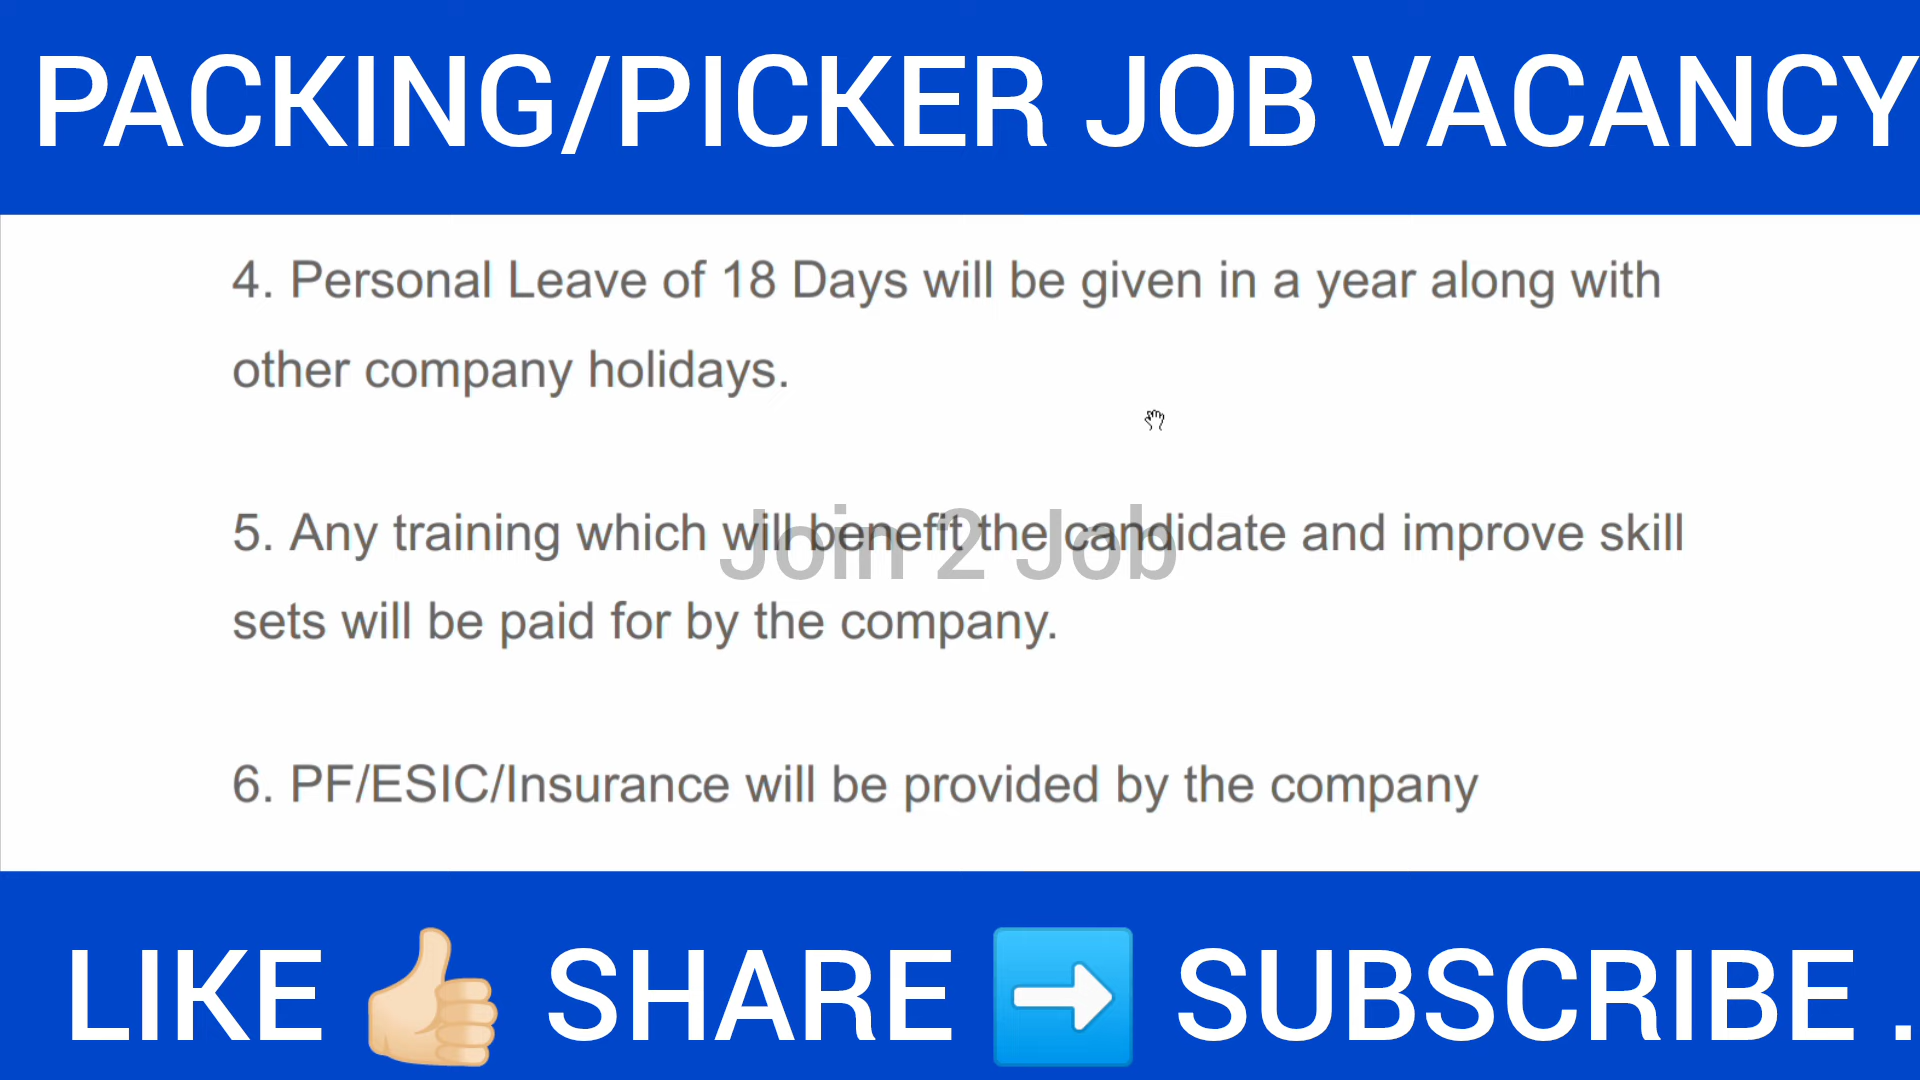 PACKING/PICKER JOB VACANCY
4. Personal Leave of 18 Days will be given in a year along with
other company holidays.
5. Any training which will benefit the candidate and improve skill
Join 2 Job
sets will be paid for by the company.
6. PF/ESIC/Insurance will be provided by the company
LIKE 👍🏻 SHARE ➡️ SUBSCRIBE .